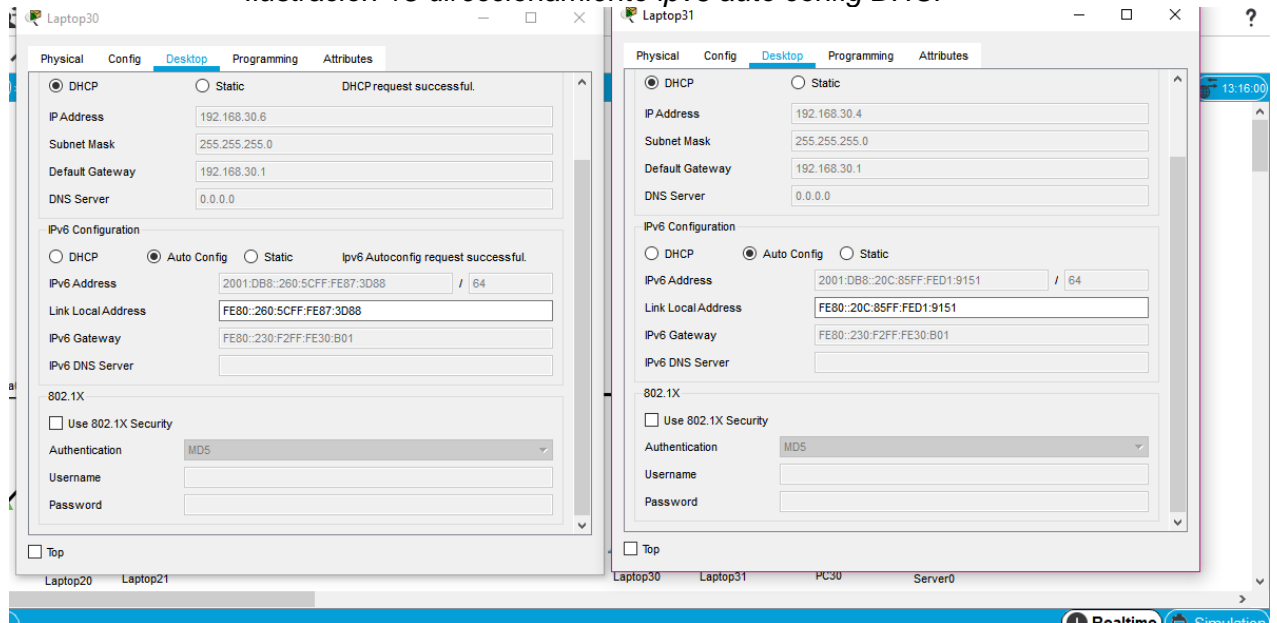 Laptop30
Physical Config Desktop Programming Attributes
DHCP Static DHCP request successful.
IP Address 192.168.30.6
Subnet Mask 255.255.255.0
Default Gateway 192.168.30.1
DNS Server 0.0.0.0
IPv6 Configuration
DHCP Auto Config Static Ipv6 Autoconfig request successful.
IPv6 Address 2001:DB8::260:5CFF:FE87:3D88 / 64
Link Local Address FE80::260:5CFF:FE87:3D88
IPv6 Gateway FE80::230:F2FF:FE30:B01
IPv6 DNS Server
802.1X
Use 802.1X Security
Authentication MD5
Username
Password
Top
Laptop31
Physical Config Desktop Programming Attributes
DHCP Static
IP Address 192.168.30.4
Subnet Mask 255.255.255.0
Default Gateway 192.168.30.1
DNS Server 0.0.0.0
IPv6 Configuration
DHCP Auto Config Static
IPv6 Address 2001:DB8::20C:85FF:FED1:9151 / 64
Link Local Address FE80::20C:85FF:FED1:9151
IPv6 Gateway FE80::230:F2FF:FE30:B01
IPv6 DNS Server
802.1X
Use 802.1X Security
Authentication MD5
Username
Password
Top
?
13:16:00
Laptop20 Laptop21 Laptop30 Laptop31 PC30 Server0
Realtime Simulation